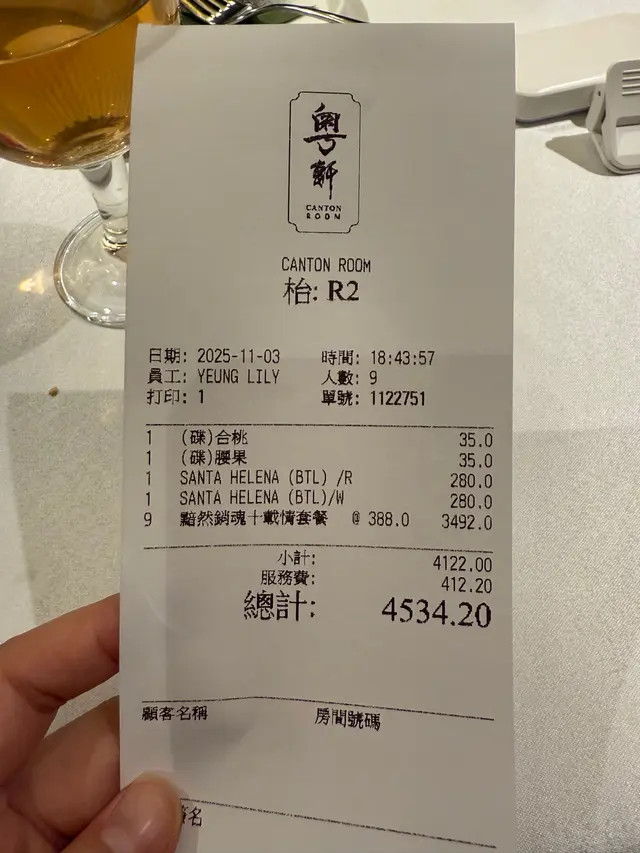 粤軒
CANTON
ROOM
CANTON ROOM
枱: R2
日期: 2025-11-03 時間: 18:43:57
員工: YEUNG LILY 人數: 9
打印: 1 單號: 1122751
1 (碟)合桃 35.0
1 (碟)腰果 35.0
1 SANTA HELENA (BTL) /R 280.0
1 SANTA HELENA (BTL)/W 280.0
9 黯然銷魂十載情套餐 @ 388.0 3492.0
小計: 4122.00
服務費: 412.20
總計: 4534.20
顧客名稱 房間號碼
名